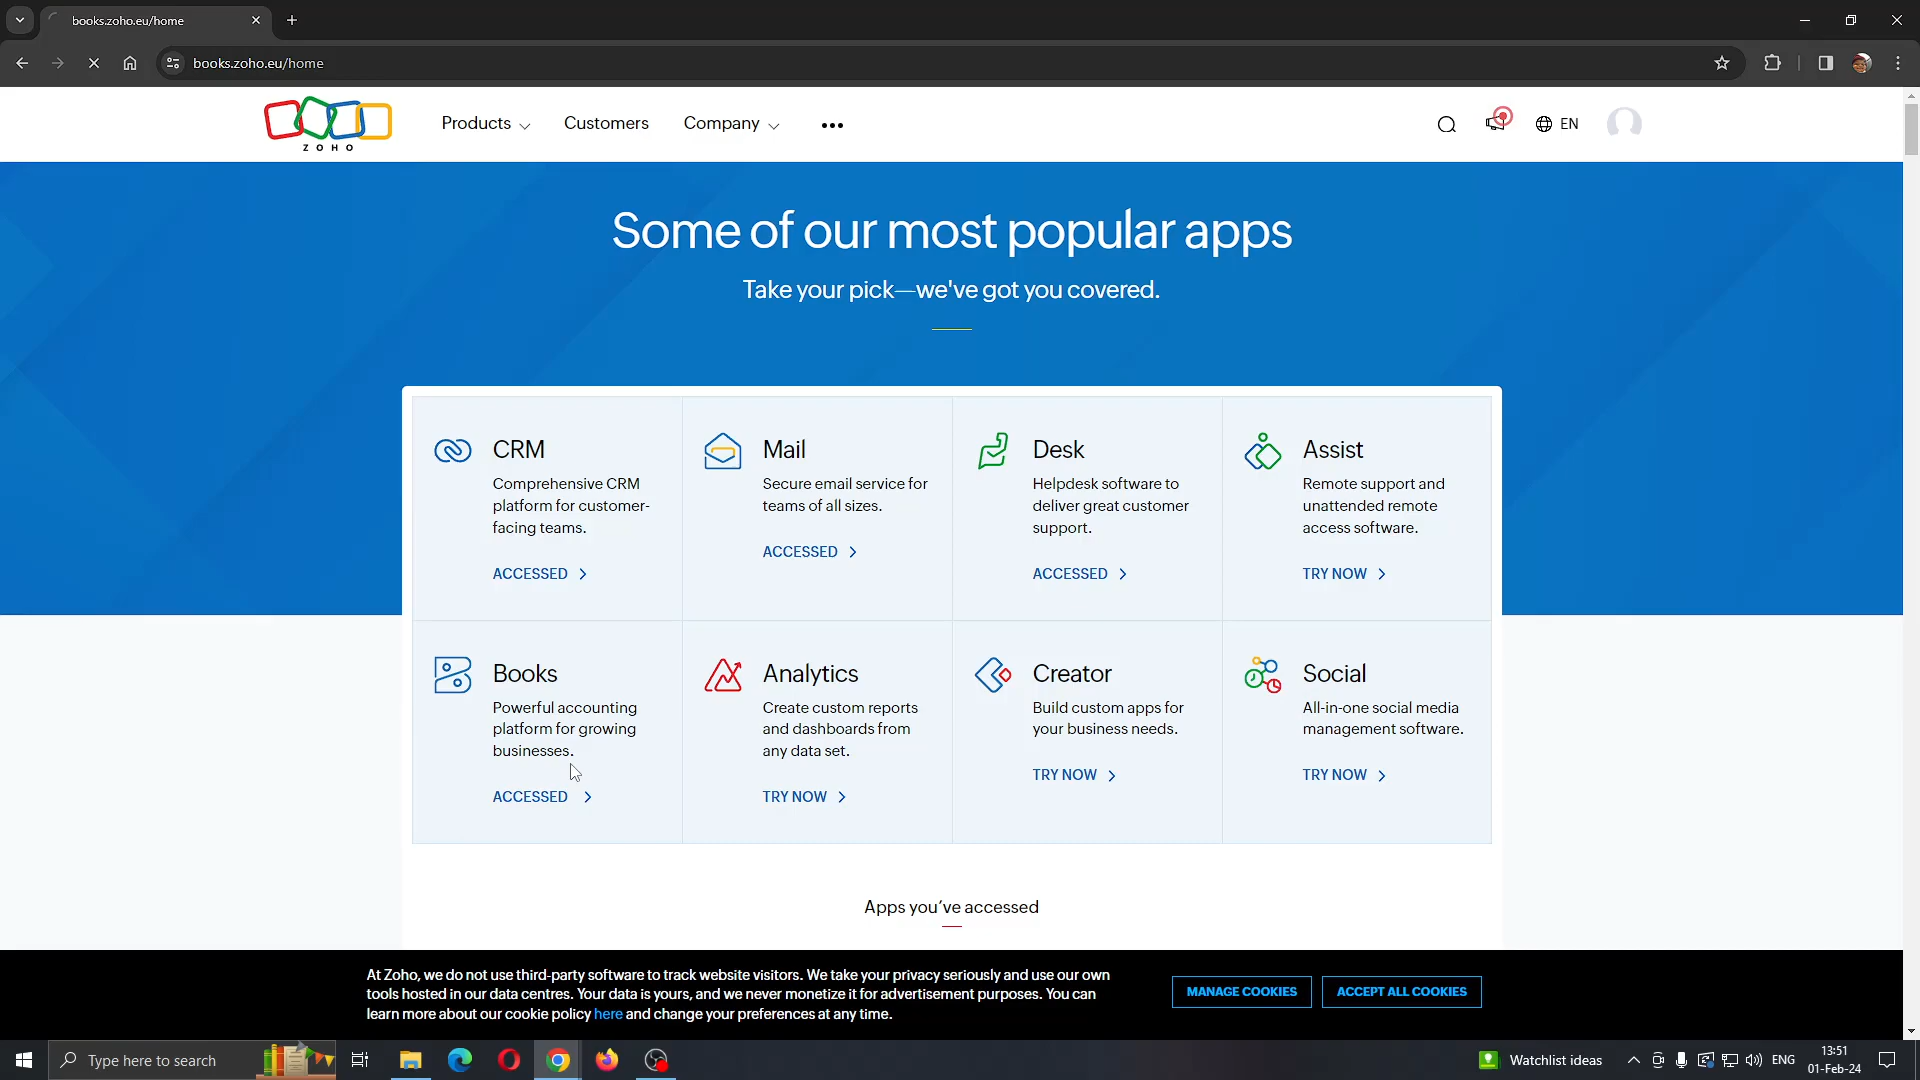 books.zoho.eu/home
books.zoho.eu/home
ZOHO
Products
Customers
Company
EN
Some of our most popular apps
Take your pick—we've got you covered.
CRM
Comprehensive CRM
platform for customer-
facing teams.
ACCESSED
Mail
Secure email service for
teams of all sizes.
ACCESSED
Desk
Helpdesk software to
deliver great customer
support.
ACCESSED
Assist
Remote support and
unattended remote
access software.
TRY NOW
Books
Powerful accounting
platform for growing
businesses.
ACCESSED
Analytics
Create custom reports
and dashboards from
any data set.
TRY NOW
Creator
Build custom apps for
your business needs.
TRY NOW
Social
All-in-one social media
management software.
TRY NOW
Apps you’ve accessed
At Zoho, we do not use third-party software to track website visitors. We take your privacy seriously and use our own
tools hosted in our data centres. Your data is yours, and we never monetize it for advertisement purposes. You can
learn more about our cookie policy here and change your preferences at any time.
MANAGE COOKIES
ACCEPT ALL COOKIES
Type here to search
Watchlist ideas
ENG
13:51
01-Feb-24